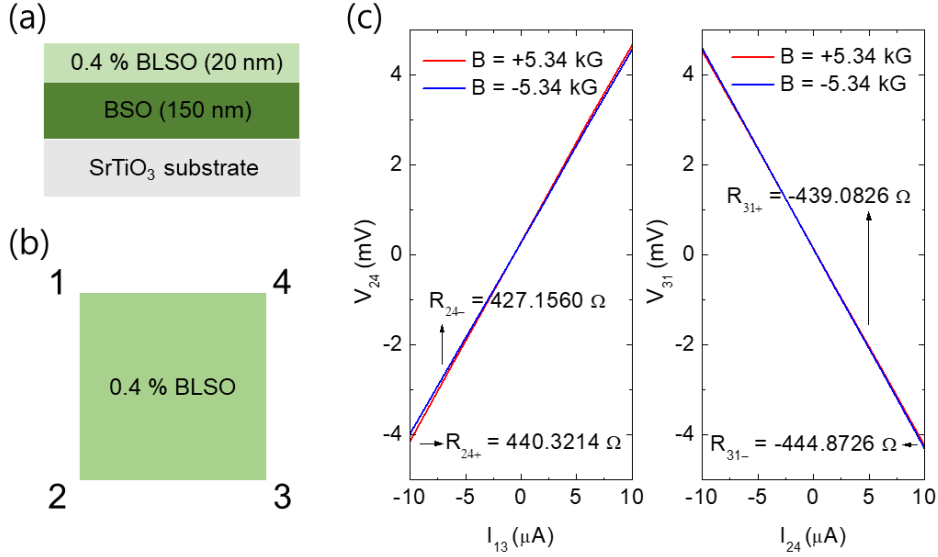 (a)
0.4 % BLSO (20 nm)
BSO (150 nm)
SrTiO₃ substrate
(b)
1
4
0.4 % BLSO
2
3
(c)
B = +5.34 kG
B = -5.34 kG
R₂₄₋ = 427.1560 Ω
R₂₄₊ = 440.3214 Ω
V₂₄ (mV)
4
2
0
-2
-4
-10
-5
0
5
10
I₁₃ (μA)
B = +5.34 kG
B = -5.34 kG
R₃₁₊ = -439.0826 Ω
R₃₁₋ = -444.8726 Ω
V₃₁ (mV)
4
2
0
-2
-4
-10
-5
0
5
10
I₂₄ (μA)